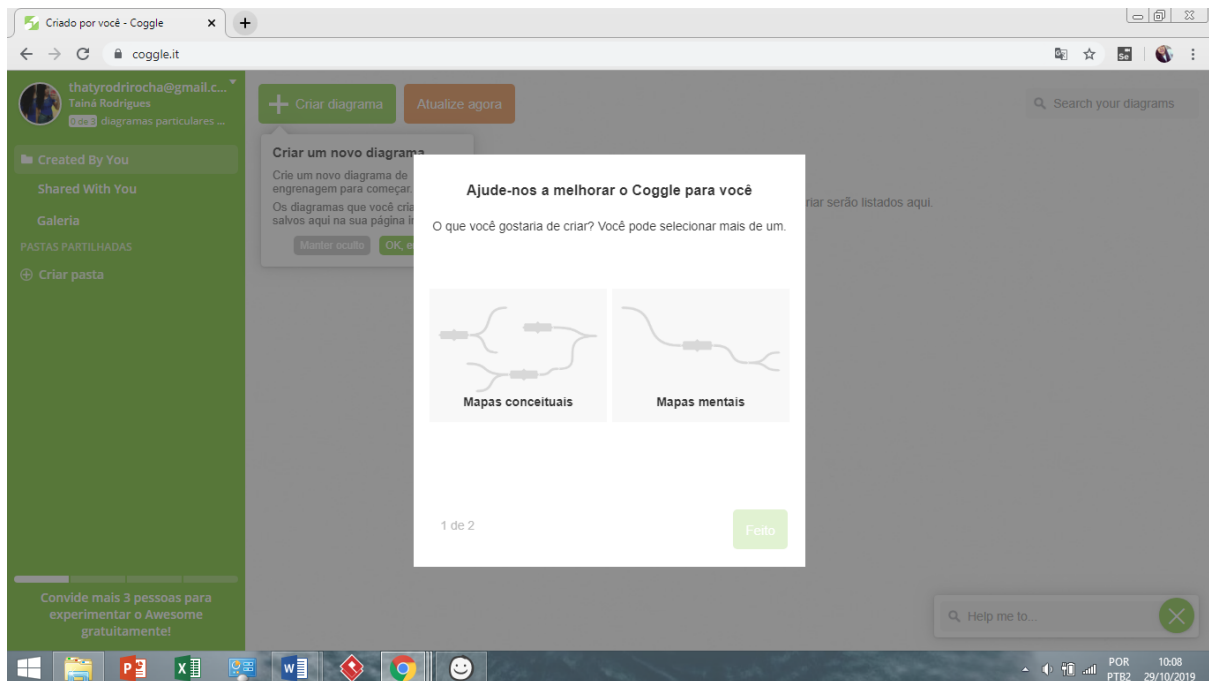 Criado por você - Coggle
coggle.it
thatyrodrirocha@gmail.c...
Tainá Rodrigues
0 de 3 diagramas particulares ...
Criar diagrama
Atualize agora
Search your diagrams
Created By You
Shared With You
Galeria
PASTAS PARTILHADAS
Criar pasta
Criar um novo diagrama
Crie um novo diagrama de
engrenagem para começar.
Os diagramas que você
salvos aqui na sua página
Manter oculto
OK,
serão listados aqui.
Ajude-nos a melhorar o Coggle para você
O que você gostaria de criar? Você pode selecionar mais de um.
Mapas conceituais
Mapas mentais
1 de 2
Feito
Convide mais 3 pessoas para
experimentar o Awesome
gratuitamente!
Help me to...
POR
PTB2
10:08
29/10/2019